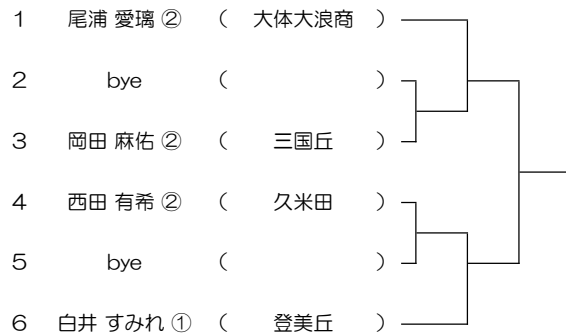 1 尾浦 愛璃 ② ( 大体大浪商 )
2 bye ( )
3 岡田 麻佑 ② ( 三国丘 )
4 西田 有希 ② ( 久米田 )
5 bye ( )
6 白井 すみれ ① ( 登美丘 )